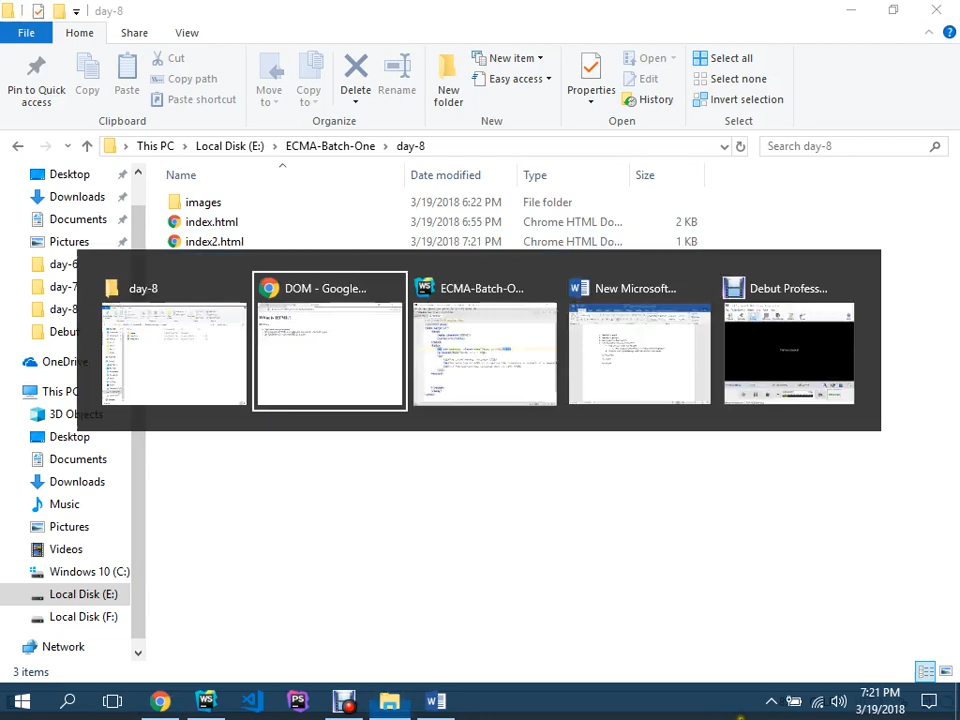 day-8
File Home Share View
Pin to Quick access
Copy
Paste
Cut
Copy path
Paste shortcut
Move to
Copy to
Delete
Rename
New folder
New item
Easy access
Properties
Open
Edit
History
Select all
Select none
Invert selection
Clipboard Organize New Open Select
This PC Local Disk (E:) ECMA-Batch-One day-8
Search day-8
Name Date modified Type Size
images 3/19/2018 6:22 PM File folder
index.html 3/19/2018 6:55 PM Chrome HTML Do... 2 KB
index2.html 3/19/2018 7:21 PM Chrome HTML Do... 1 KB
Desktop
Downloads
Documents
Pictures
day-6
day-7
day-8
Debut
OneDrive
This PC
3D Objects
Desktop
Documents
Downloads
Music
Pictures
Videos
Windows 10 (C:)
Local Disk (E:)
Local Disk (F:)
Network
day-8
DOM - Google...
ECMA-Batch-O...
New Microsoft...
Debut Profess...
3 items
7:21 PM
3/19/2018